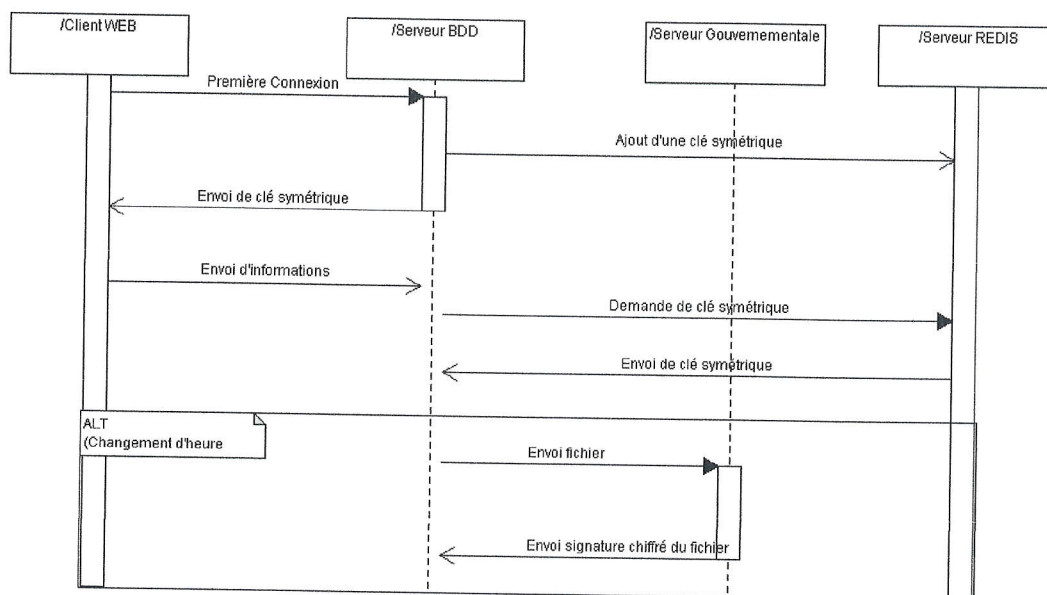 /Client WEB
/Serveur BDD
/Serveur Gouvernementale
/Serveur REDIS
Première Connexion
Ajout d'une clé symétrique
Envoi de clé symétrique
Envoi d'informations
Demande de clé symétrique
Envoi de clé symétrique
ALT
(Changement d'heure
Envoi fichier
Envoi signature chiffré du fichier